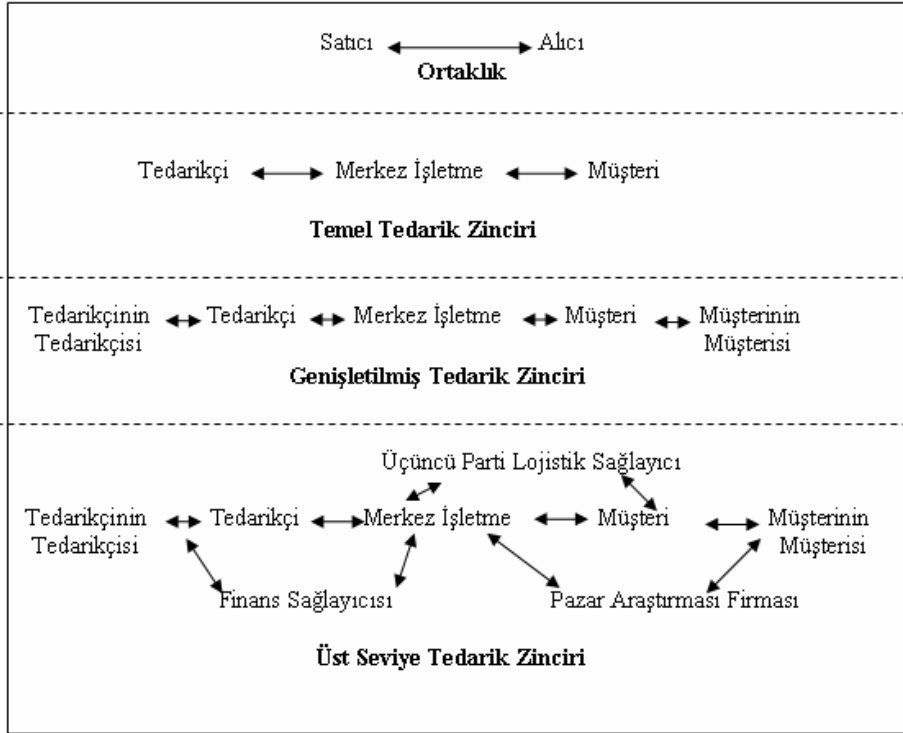 Satıcı Alıcı
Ortaklık
Tedarikçi Merkez İşletme Müşteri
Temel Tedarik Zinciri
Tedarikçinin Tedarikçi Merkez İşletme Müşteri Müşterinin
Tedarikçisi Müşterisi
Genişletilmiş Tedarik Zinciri
Üçüncü Parti Lojistik Sağlayıcı
Tedarikçinin Tedarikçi Merkez İşletme Müşteri Müşterinin
Tedarikçisi Müşterisi
Finans Sağlayıcısı Pazar Araştırması Firması
Üst Seviye Tedarik Zinciri